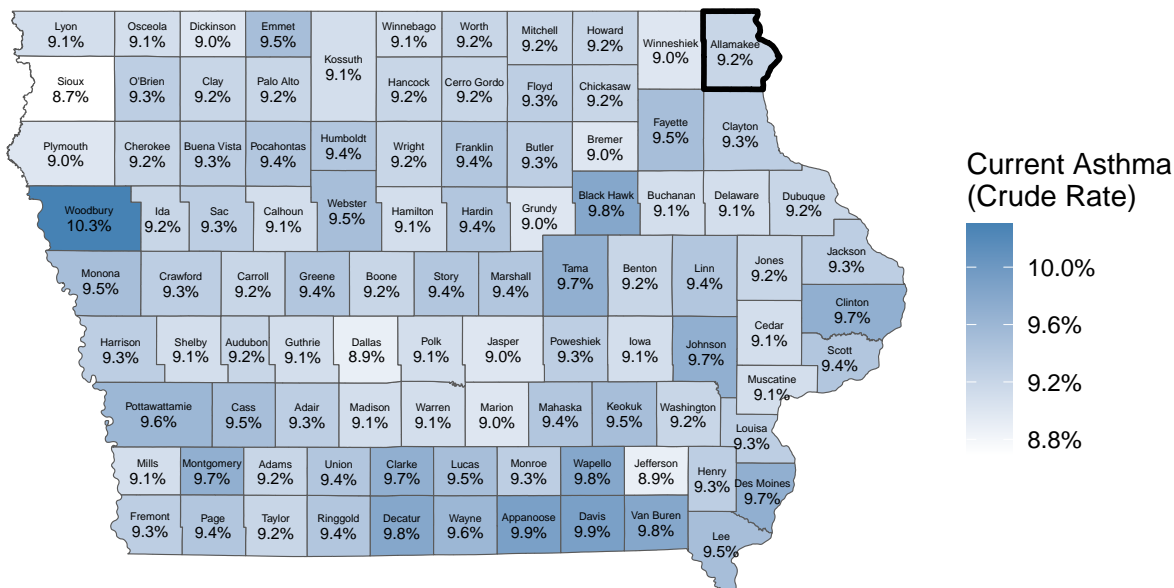 Lyon
9.1%
Osceola
9.1%
Dickinson
9.0%
Emmet
9.5%
Kossuth
9.1%
Winnebago
9.1%
Worth
9.2%
Mitchell
9.2%
Howard
9.2%
Winneshiek
9.0%
Allamakee
9.2%
Sioux
8.7%
O'Brien
9.3%
Clay
9.2%
Palo Alto
9.2%
Hancock
9.2%
Cerro Gordo
9.2%
Floyd
9.3%
Chickasaw
9.2%
Fayette
9.5%
Clayton
9.3%
Plymouth
9.0%
Cherokee
9.2%
Buena Vista
9.3%
Pocahontas
9.4%
Humboldt
9.4%
Wright
9.2%
Franklin
9.4%
Butler
9.3%
Bremer
9.0%
Woodbury
10.3%
Ida
9.2%
Sac
9.3%
Calhoun
9.1%
Webster
9.5%
Hamilton
9.1%
Hardin
9.4%
Grundy
9.0%
Black Hawk
9.8%
Buchanan
9.1%
Delaware
9.1%
Dubuque
9.2%
Monona
9.5%
Crawford
9.3%
Carroll
9.2%
Greene
9.4%
Boone
9.2%
Story
9.4%
Marshall
9.4%
Tama
9.7%
Benton
9.2%
Linn
9.4%
Jones
9.2%
Jackson
9.3%
Clinton
9.7%
Harrison
9.3%
Shelby
9.1%
Audubon
9.2%
Guthrie
9.1%
Dallas
8.9%
Polk
9.1%
Jasper
9.0%
Poweshiek
9.3%
Iowa
9.1%
Johnson
9.7%
Cedar
9.1%
Scott
9.4%
Muscatine
9.1%
Pottawattamie
9.6%
Cass
9.5%
Adair
9.3%
Madison
9.1%
Warren
9.1%
Marion
9.0%
Mahaska
9.4%
Keokuk
9.5%
Washington
9.2%
Louisa
9.3%
Mills
9.1%
Montgomery
9.7%
Adams
9.2%
Union
9.4%
Clarke
9.7%
Lucas
9.5%
Monroe
9.3%
Wapello
9.8%
Jefferson
8.9%
Henry
9.3%
Des Moines
9.7%
Fremont
9.3%
Page
9.4%
Taylor
9.2%
Ringgold
9.4%
Decatur
9.8%
Wayne
9.6%
Appanoose
9.9%
Davis
9.9%
Van Buren
9.8%
Lee
9.5%
Current Asthma
(Crude Rate)
10.0%
9.6%
9.2%
8.8%